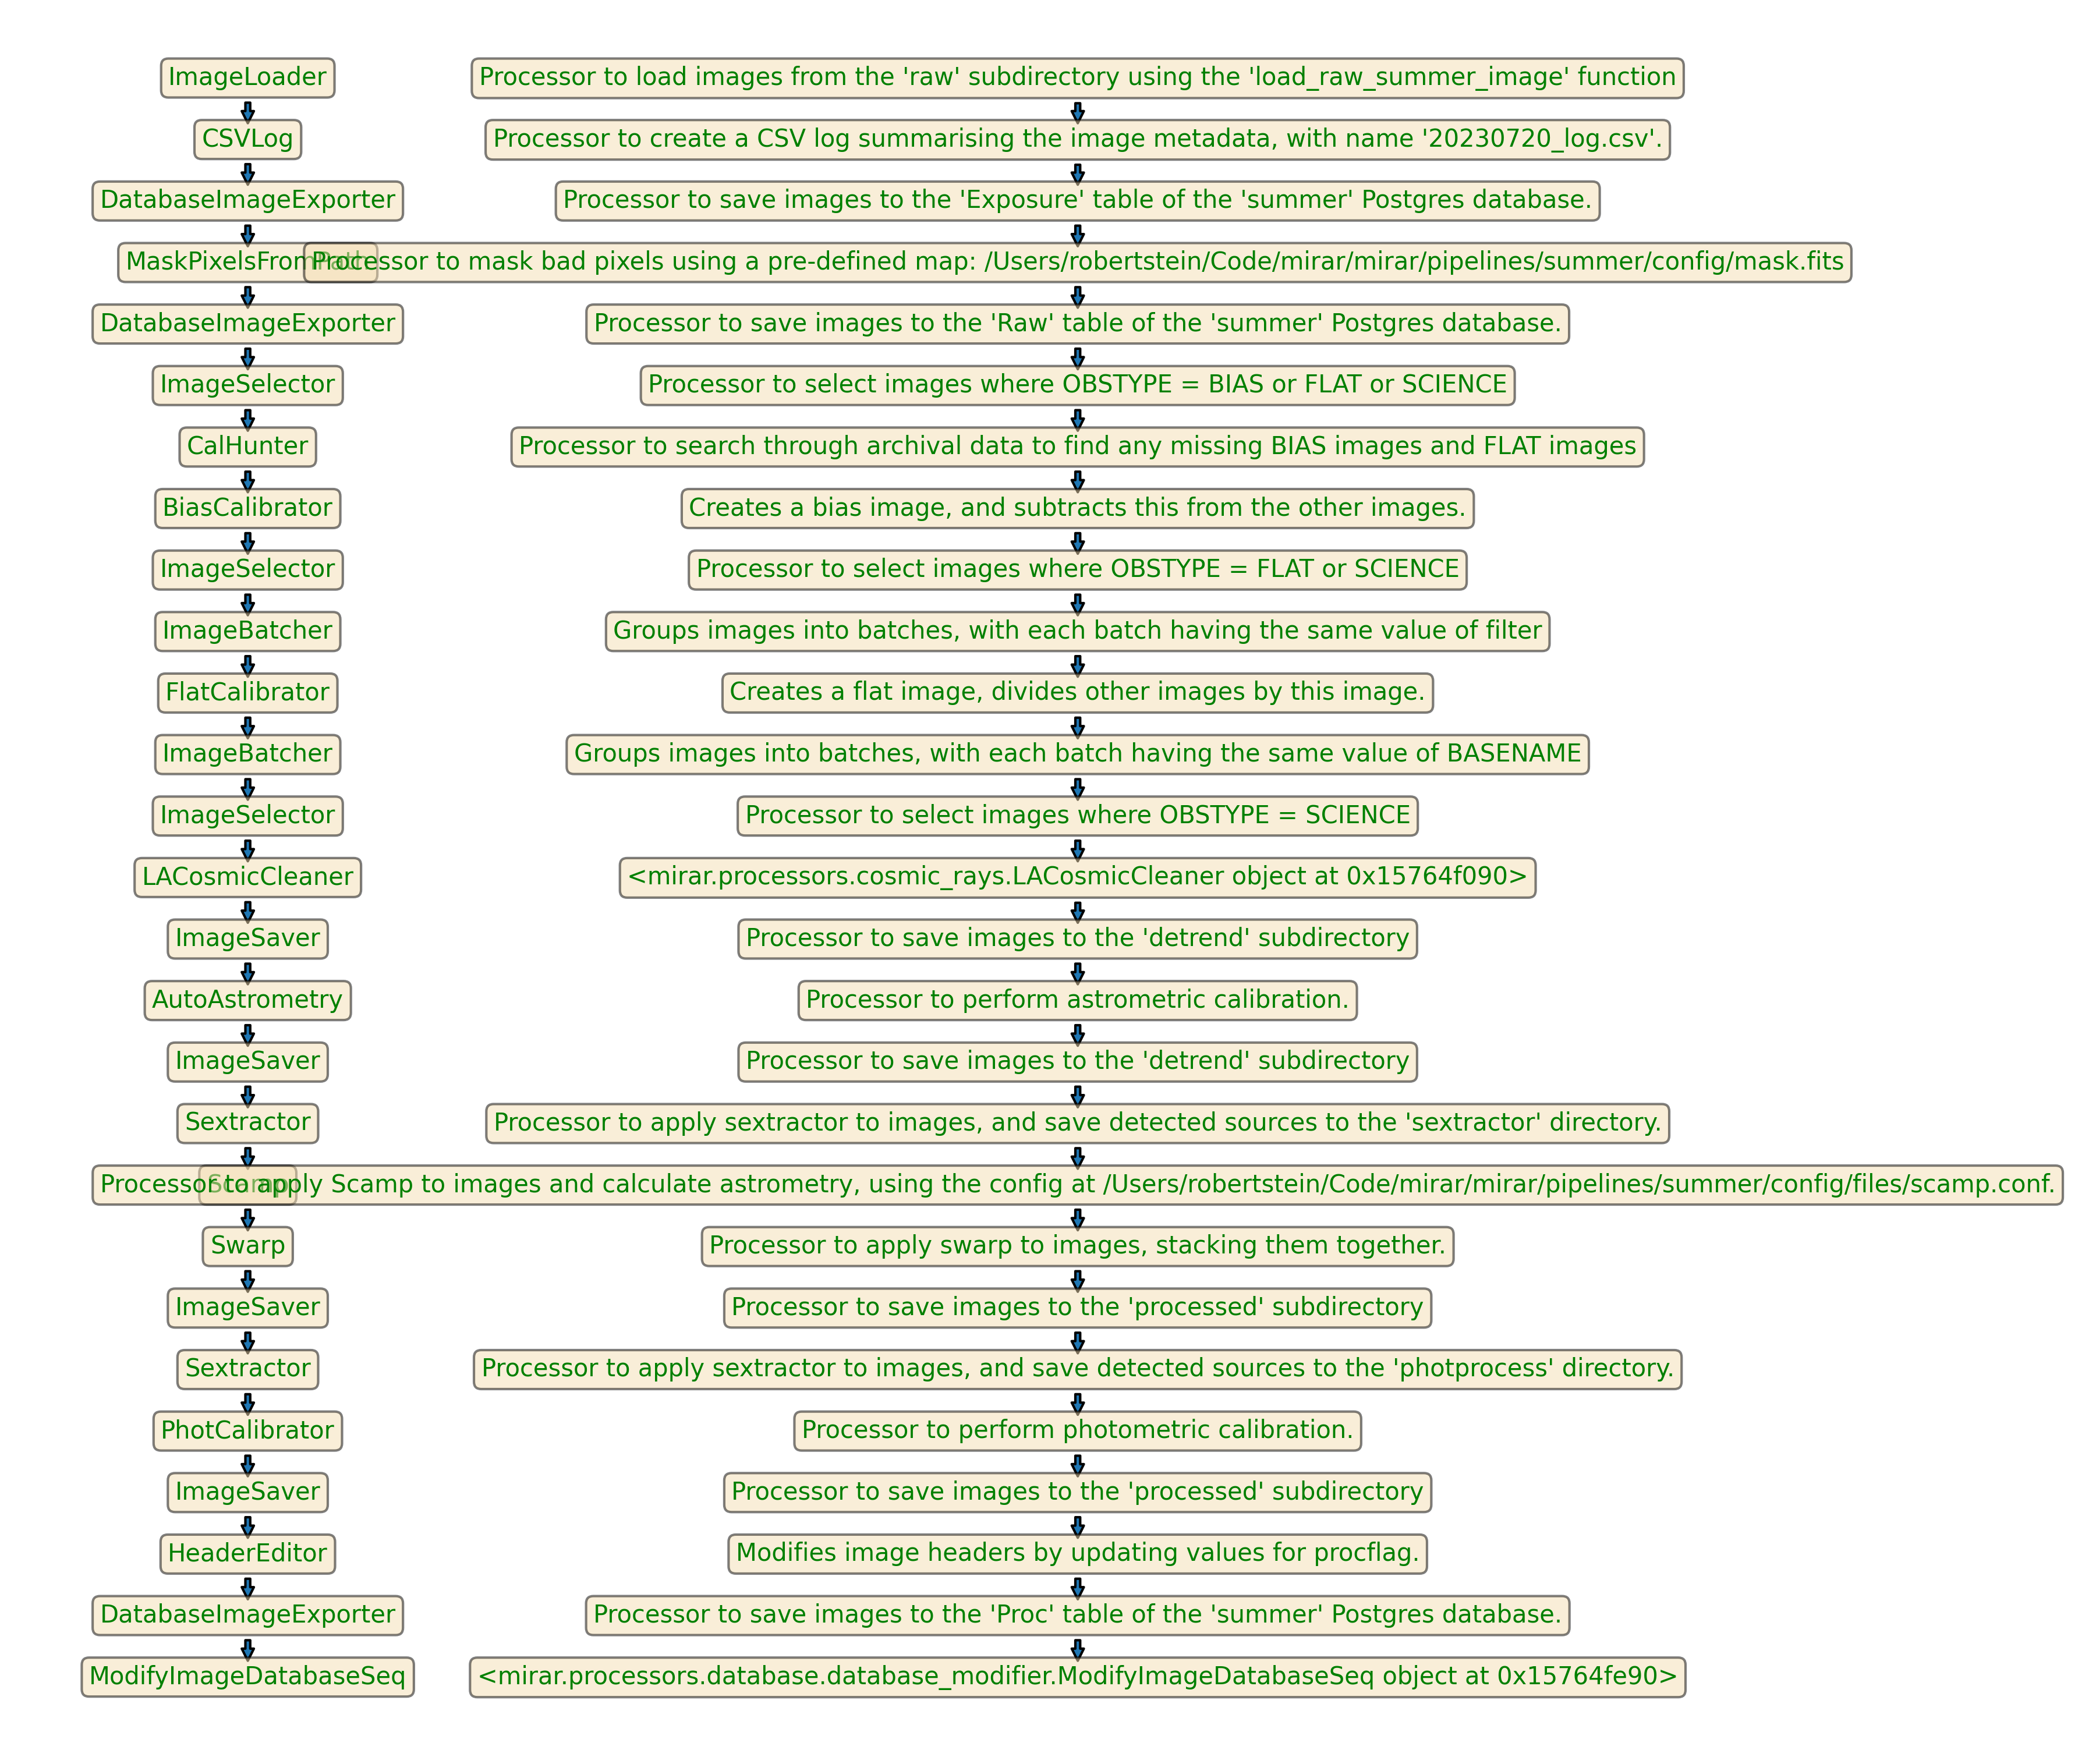 ImageLoader Processor to load images from the 'raw' subdirectory using the 'load_raw_summer_image' function
CSVLog Processor to create a CSV log summarising the image metadata, with name '20230720_log.csv'.
DatabaseImageExporter Processor to save images to the 'Exposure' table of the 'summer' Postgres database.
MaskPixelsFromPath Processor to mask bad pixels using a pre-defined map: /Users/robertstein/Code/mirar/mirar/pipelines/summer/config/mask.fits
DatabaseImageExporter Processor to save images to the 'Raw' table of the 'summer' Postgres database.
ImageSelector Processor to select images where OBSTYPE = BIAS or FLAT or SCIENCE
CalHunter Processor to search through archival data to find any missing BIAS images and FLAT images
BiasCalibrator Creates a bias image, and subtracts this from the other images.
ImageSelector Processor to select images where OBSTYPE = FLAT or SCIENCE
ImageBatcher Groups images into batches, with each batch having the same value of filter
FlatCalibrator Creates a flat image, divides other images by this image.
ImageBatcher Groups images into batches, with each batch having the same value of BASENAME
ImageSelector Processor to select images where OBSTYPE = SCIENCE
LACosmicCleaner <mirar.processors.cosmic_rays.LACosmicCleaner object at 0x15764f090>
ImageSaver Processor to save images to the 'detrend' subdirectory
AutoAstrometry Processor to perform astrometric calibration.
ImageSaver Processor to save images to the 'detrend' subdirectory
Sextractor Processor to apply sextractor to images, and save detected sources to the 'sextractor' directory.
Scamp Processor to apply Scamp to images and calculate astrometry, using the config at /Users/robertstein/Code/mirar/mirar/pipelines/summer/config/files/scamp.conf.
Swarp Processor to apply swarp to images, stacking them together.
ImageSaver Processor to save images to the 'processed' subdirectory
Sextractor Processor to apply sextractor to images, and save detected sources to the 'photprocess' directory.
PhotCalibrator Processor to perform photometric calibration.
ImageSaver Processor to save images to the 'processed' subdirectory
HeaderEditor Modifies image headers by updating values for procflag.
DatabaseImageExporter Processor to save images to the 'Proc' table of the 'summer' Postgres database.
ModifyImageDatabaseSeq <mirar.processors.database.database_modifier.ModifyImageDatabaseSeq object at 0x15764fe90>